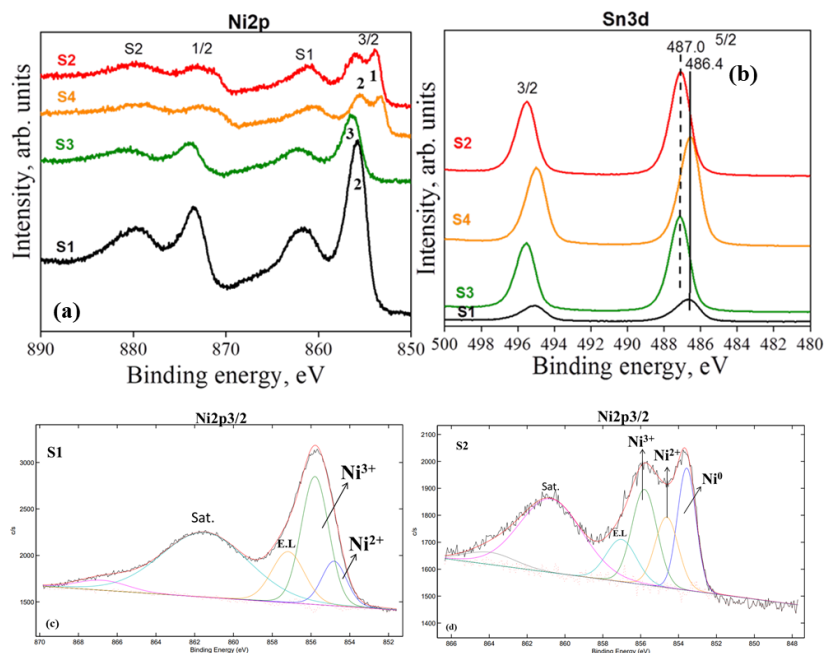 Ni2p
Intensity, arb. units
S2
1/2
S1
3/2
S2
1
2
S4
S3
3
2
S1
(a)
890
880
870
860
850
Binding energy, eV
Sn3d
Intensity, arb. units
487.0
5/2
486.4
(b)
3/2
S2
S4
S3
S1
500 498 496 494 492 490 488 486 484 482 480
Binding energy, eV
Ni2p3/2
S1
c/s
3000
2500
2000
1500
Ni3+
Ni2+
Sat.
E.L
(c)
870 868 866 864 862 860 858 856 854 852
Binding Energy (eV)
Ni2p3/2
S2
c/s
2100
2000
1900
1800
1700
1600
1500
1400
Ni3+
Ni2+
Ni0
Sat.
E.L
(d)
866 864 862 860 858 856 854 852 850 848
Binding Energy (eV)